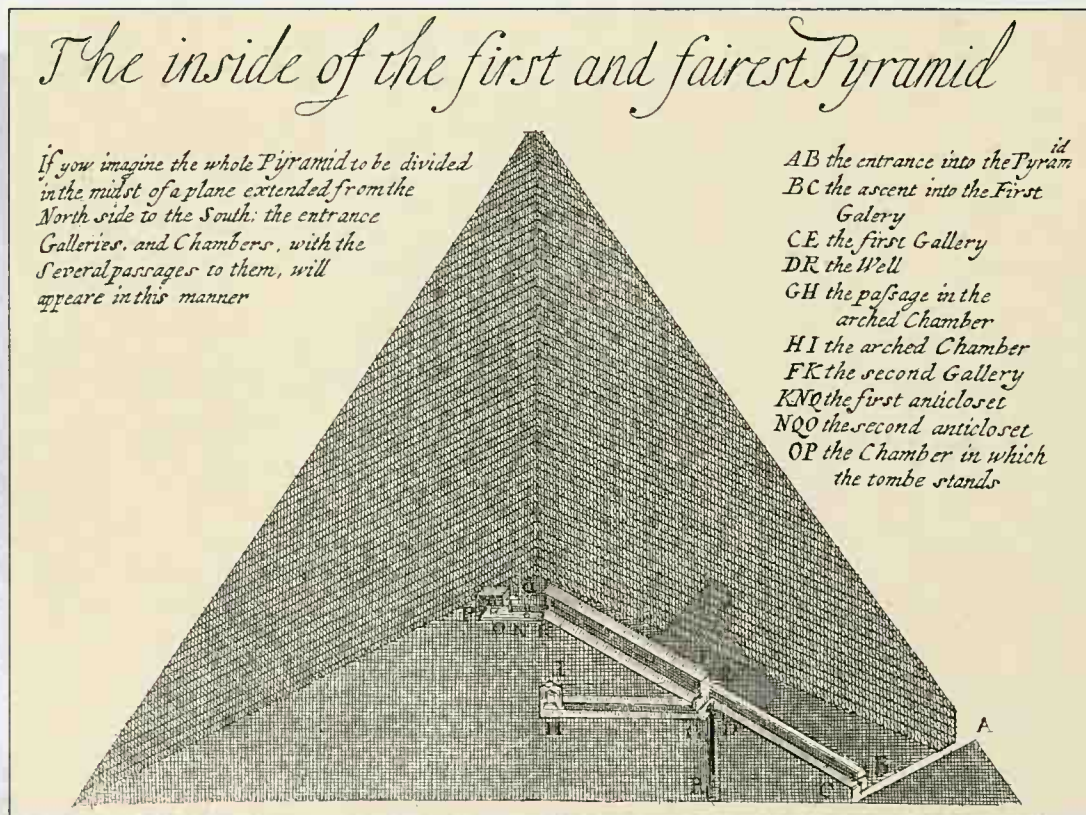 The inside of the first and fairest Pyramid
If yow imagine the whole Pyramid to be divided
in the midst of a plane extended from the
North side to the South: the entrance
Galleries, and Chambers, with the
Several passages to them, will
appeare in this manner
AB the entrance into the Pyramid
BC the ascent into the First
Galery
CE the first Gallery
DR the Well
GH the paſsage in the
arched Chamber
HI the arched Chamber
FK the second Gallery
KNQ the first anticloset
NQO the second anticloset
OP the Chamber in which
the tombe stands
Q
P
O N
I
H
D
R
A
B
C